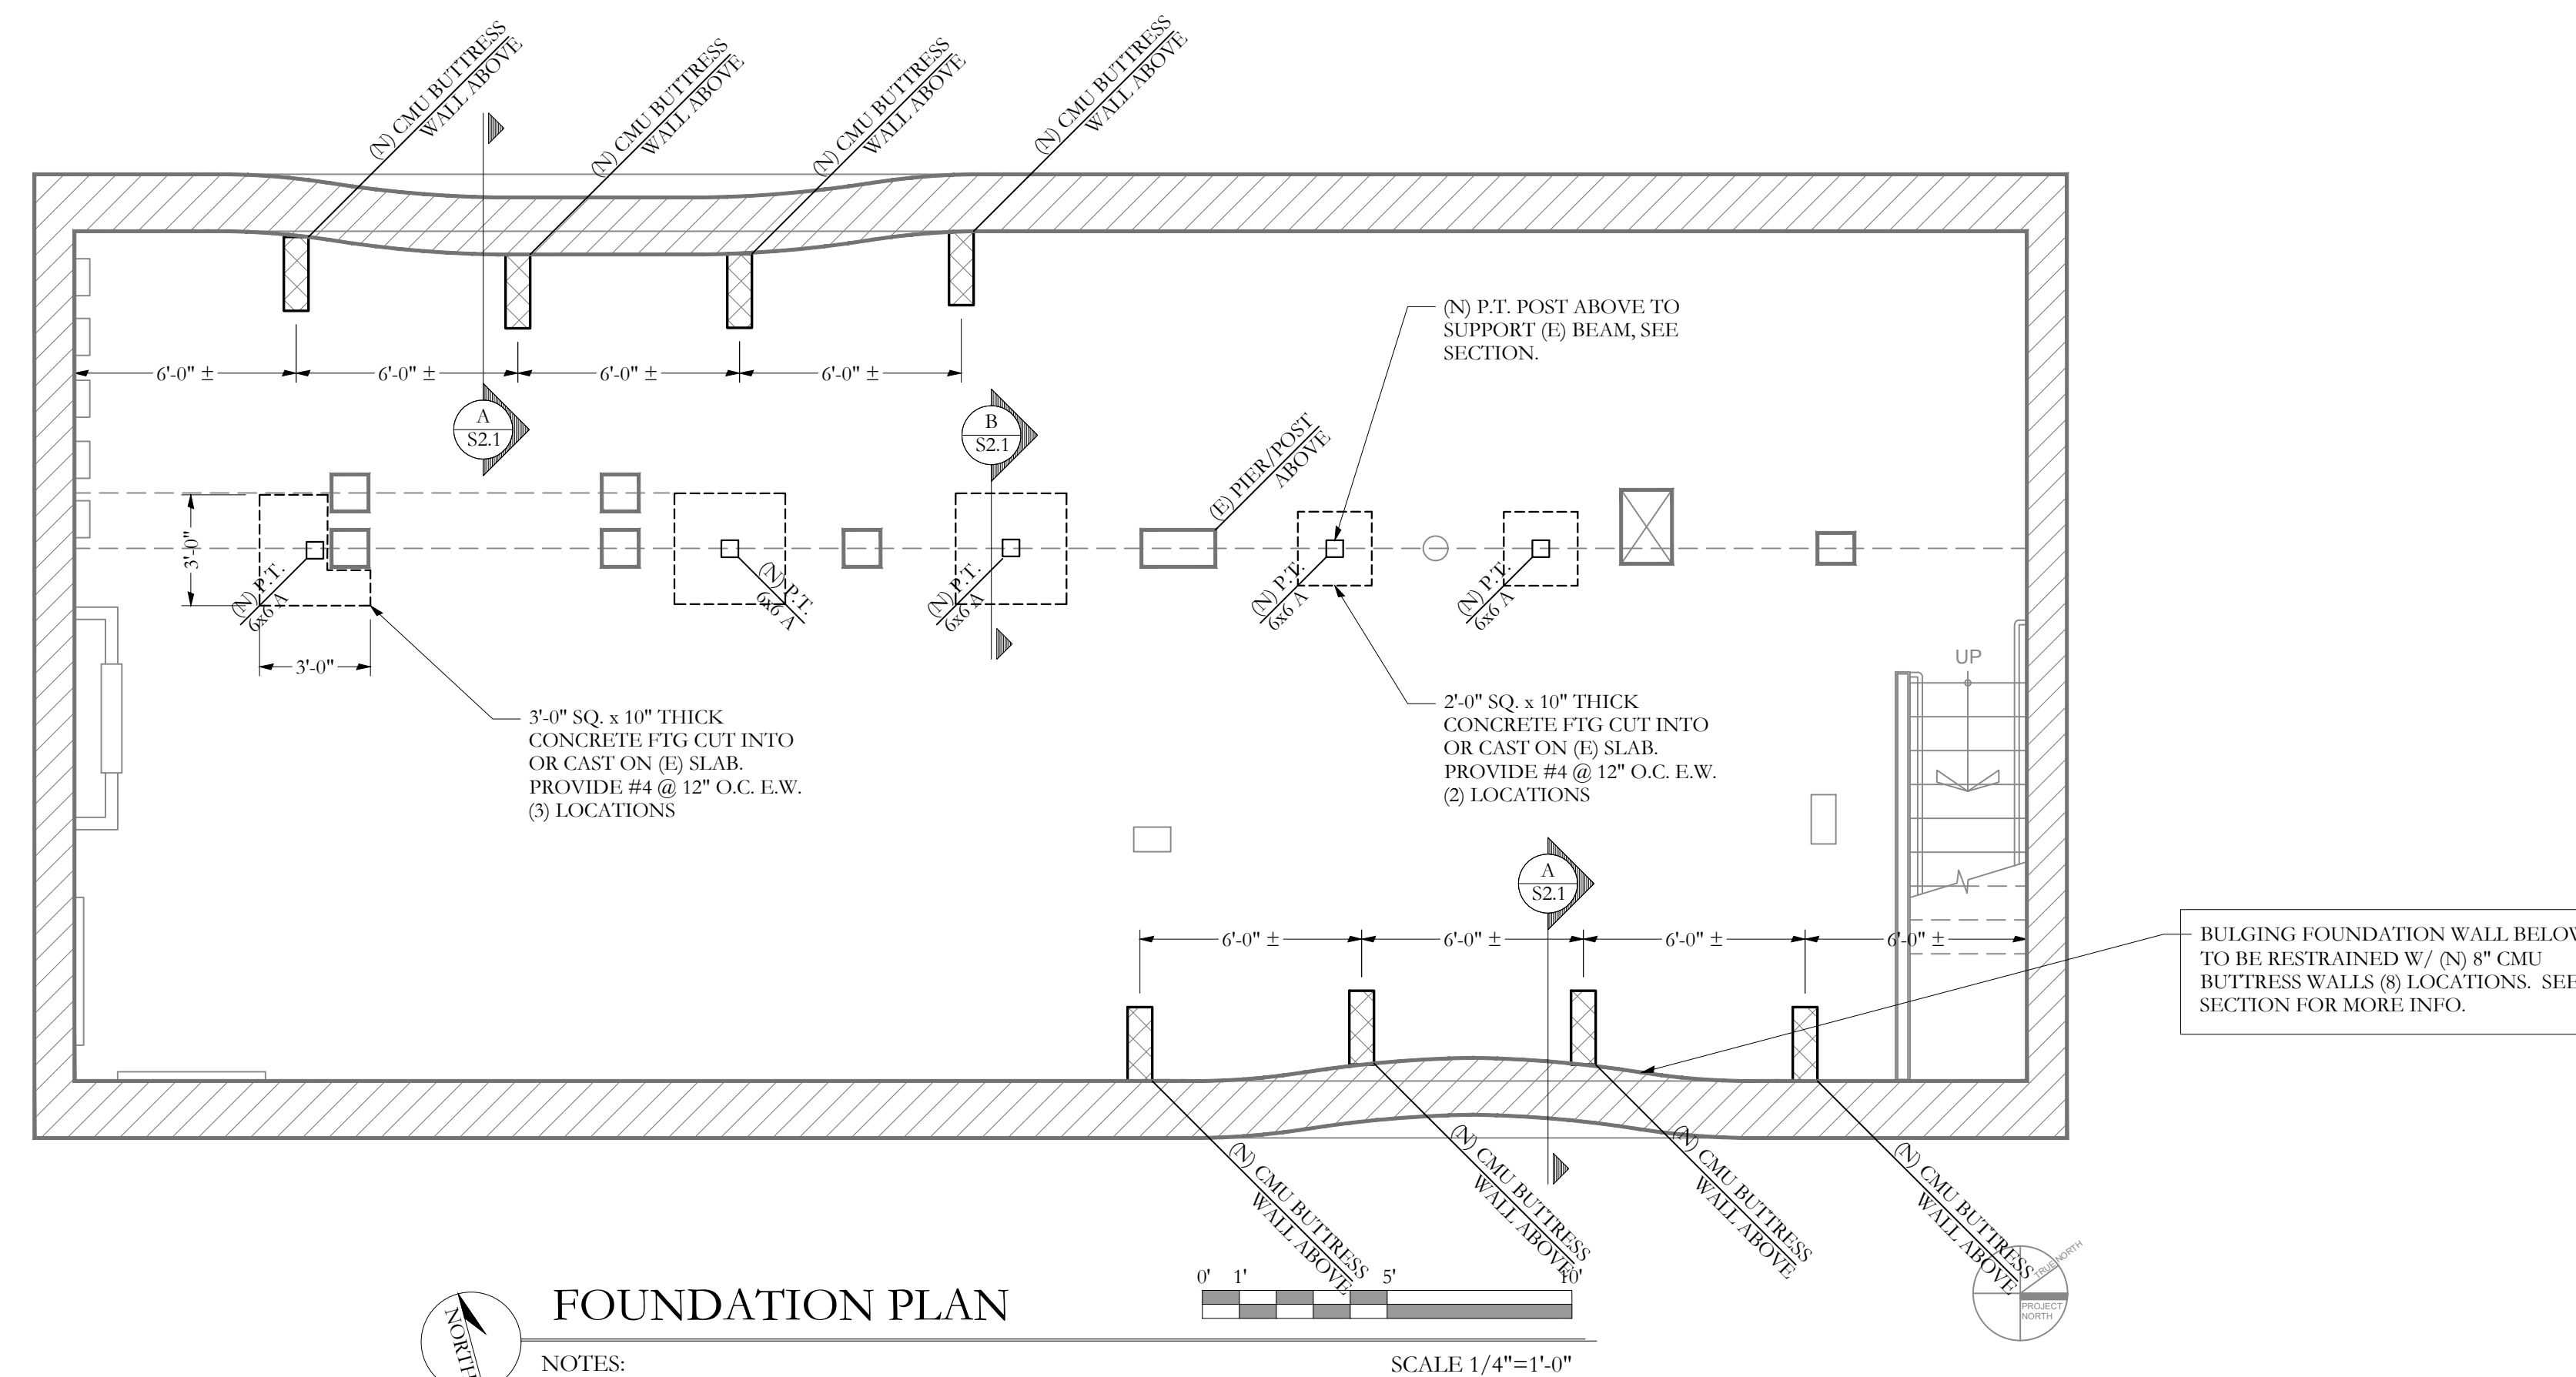 (N) CMU BUTTRESS
WALL ABOVE
(N) CMU BUTTRESS
WALL ABOVE
(N) CMU BUTTRESS
WALL ABOVE
(N) CMU BUTTRESS
WALL ABOVE
(N) P.T. POST ABOVE TO
SUPPORT (E) BEAM, SEE
SECTION.
6'-0" ±
6'-0" ±
6'-0" ±
6'-0" ±
A
S2.1
B
S2.1
(E) PIER/POST
ABOVE
3'-0"
(N) P.T.
6x6 A
(N) P.T.
6x6 A
(N) P.T.
6x6 A
(N) P.T.
6x6 A
(N) P.T.
6x6 A
3'-0"
UP
3'-0" SQ. x 10" THICK
CONCRETE FTG CUT INTO
OR CAST ON (E) SLAB.
PROVIDE #4 @ 12" O.C. E.W.
(3) LOCATIONS
2'-0" SQ. x 10" THICK
CONCRETE FTG CUT INTO
OR CAST ON (E) SLAB.
PROVIDE #4 @ 12" O.C. E.W.
(2) LOCATIONS
A
S2.1
6'-0" ±
6'-0" ±
6'-0" ±
6'-0" ±
BULGING FOUNDATION WALL BELOW
TO BE RESTRAINED W/ (N) 8" CMU
BUTTRESS WALLS (8) LOCATIONS. SEE
SECTION FOR MORE INFO.
(N) CMU BUTTRESS
WALL ABOVE
(N) CMU BUTTRESS
WALL ABOVE
(N) CMU BUTTRESS
WALL ABOVE
(N) CMU BUTTRESS
WALL ABOVE
TRUE NORTH
PROJECT
NORTH
0' 1' 5' 10'
FOUNDATION PLAN
NORTH
NOTES:
SCALE 1/4"=1'-0"